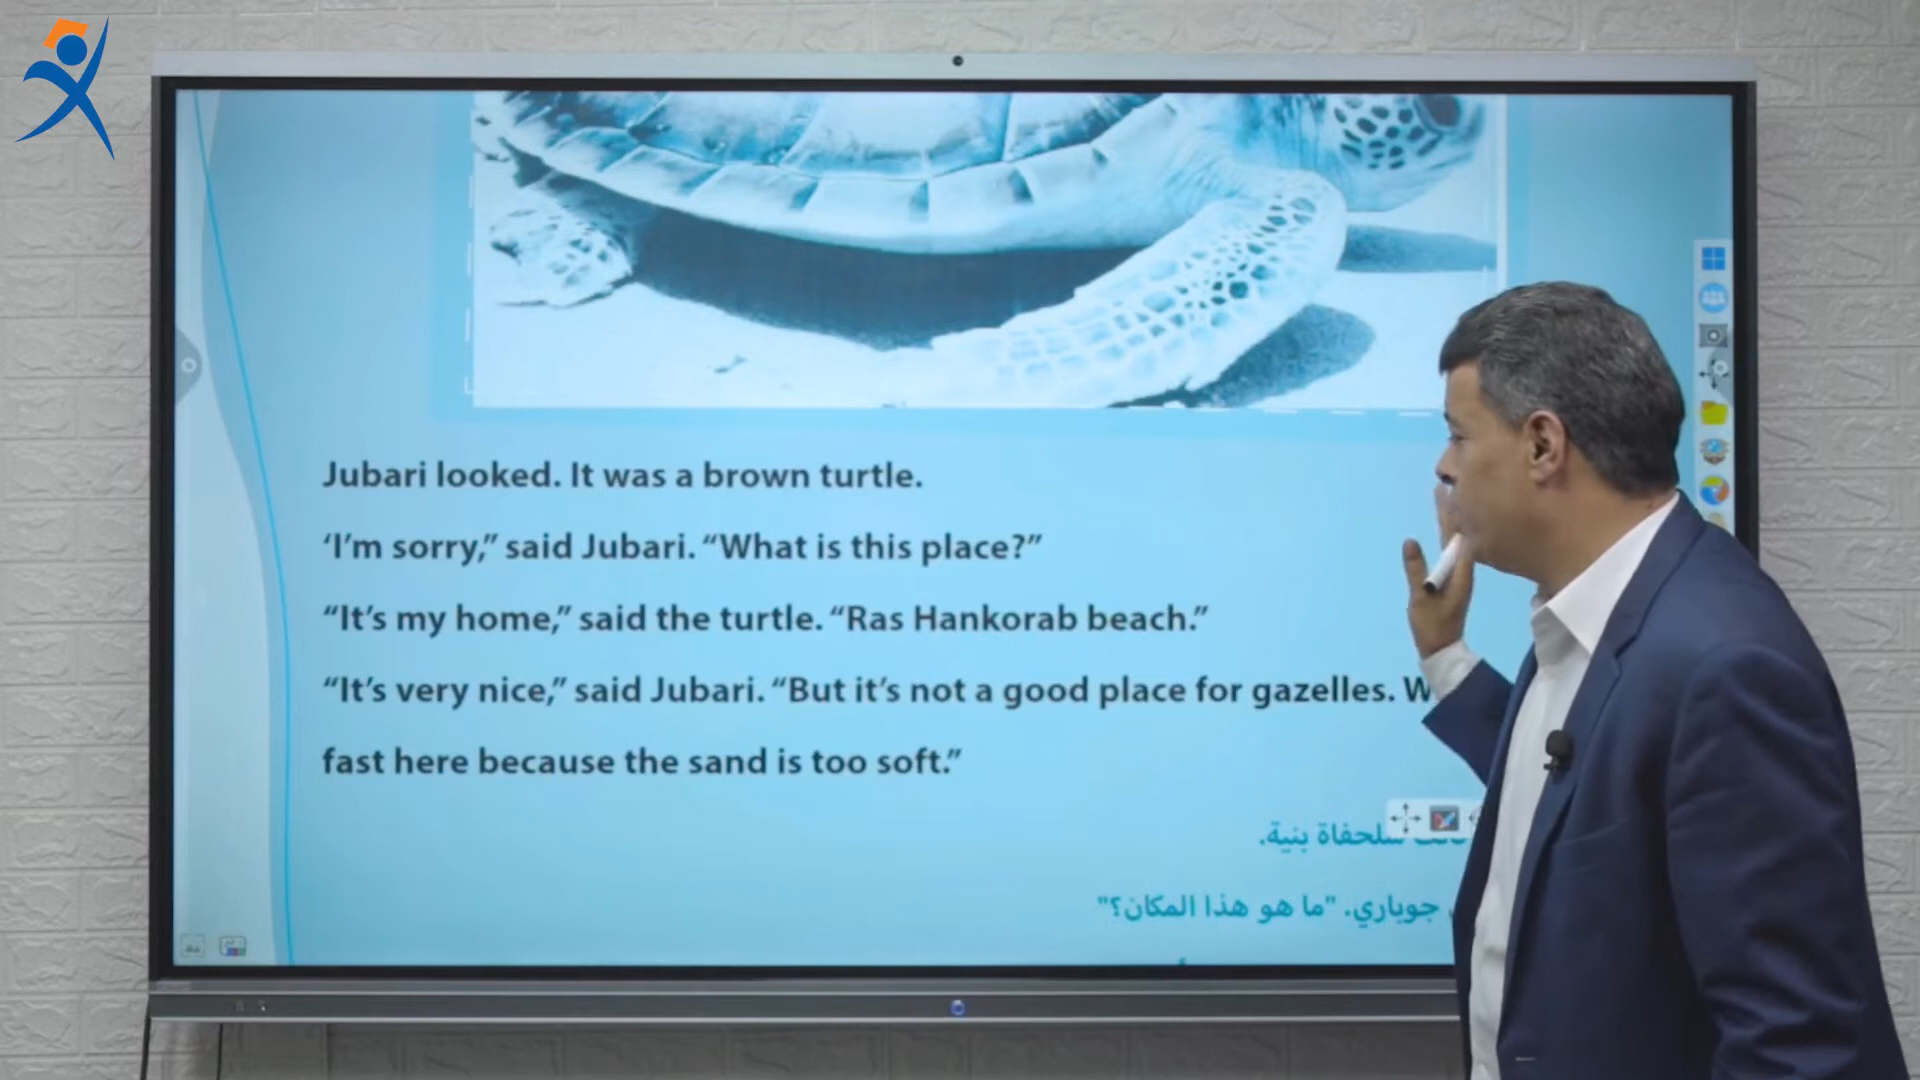 Jubari looked. It was a brown turtle.
‘I’m sorry,” said Jubari. “What is this place?”
“It’s my home,” said the turtle. “Ras Hankorab beach.”
“It’s very nice,” said Jubari. “But it’s not a good place for gazelles.
fast here because the sand is too soft.”
سلحفاة بنية.
جوباري. "ما هو هذا المكان؟"